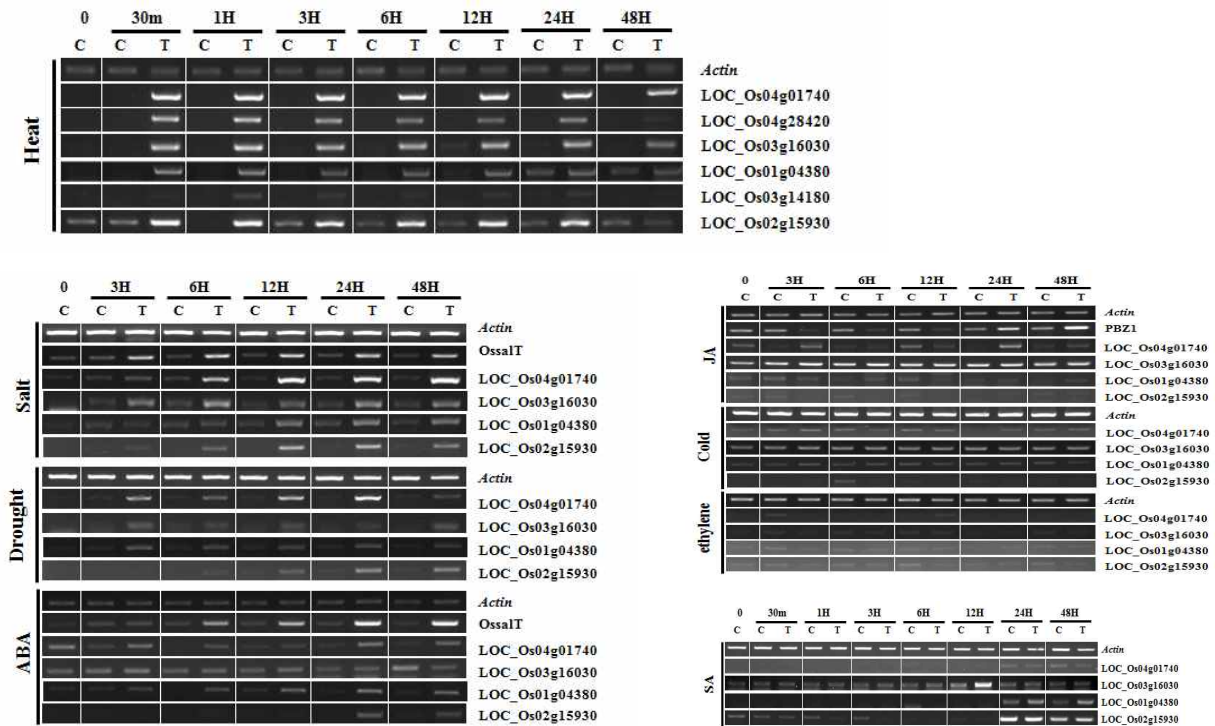 0 30m 1H 3H 6H 12H 24H 48H
C C T C T C T C T C T C T C T
Heat
Actin
LOC_Os04g01740
LOC_Os04g28420
LOC_Os03g16030
LOC_Os01g04380
LOC_Os03g14180
LOC_Os02g15930
0 3H 6H 12H 24H 48H
C C T C T C T C T C T
Salt
Actin
OssalT
LOC_Os04g01740
LOC_Os03g16030
LOC_Os01g04380
LOC_Os02g15930
Drought
Actin
LOC_Os04g01740
LOC_Os03g16030
LOC_Os01g04380
LOC_Os02g15930
ABA
Actin
OssalT
LOC_Os04g01740
LOC_Os03g16030
LOC_Os01g04380
LOC_Os02g15930
0 3H 6H 12H 24H 48H
C C T C T C T C T C T
JA
Actin
PBZ1
LOC_Os04g01740
LOC_Os03g16030
LOC_Os01g04380
LOC_Os02g15930
Cold
Actin
LOC_Os04g01740
LOC_Os03g16030
LOC_Os01g04380
LOC_Os02g15930
ethylene
Actin
LOC_Os04g01740
LOC_Os03g16030
LOC_Os01g04380
LOC_Os02g15930
0 30m 1H 3H 6H 12H 24H 48H
C C T C T C T C T C T C T C T
SA
Actin
LOC_Os04g01740
LOC_Os03g16030
LOC_Os01g04380
LOC_Os02g15930